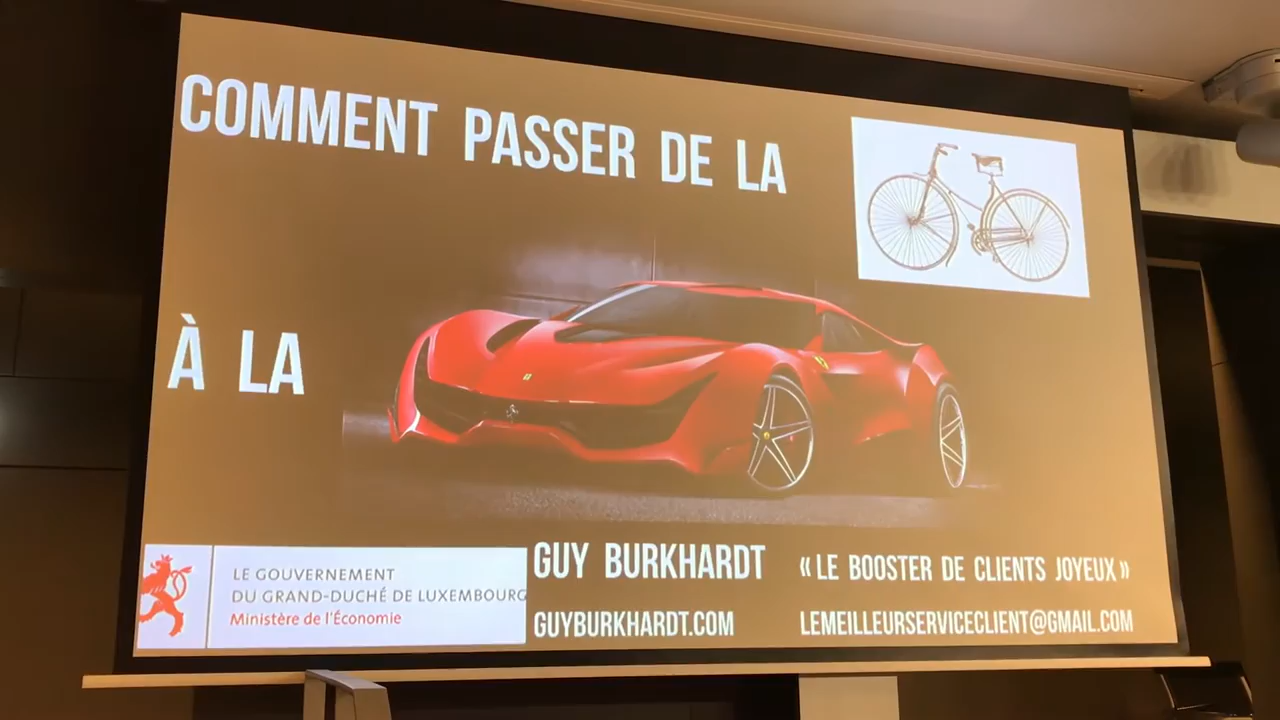 COMMENT PASSER DE LA
À LA
LE GOUVERNEMENT
DU GRAND-DUCHÉ DE LUXEMBOURG
Ministère de l'Économie
GUY BURKHARDT
GUYBURKHARDT.COM
« LE BOOSTER DE CLIENTS JOYEUX »
LEMEILLEURSERVICECLIENT@GMAIL.COM